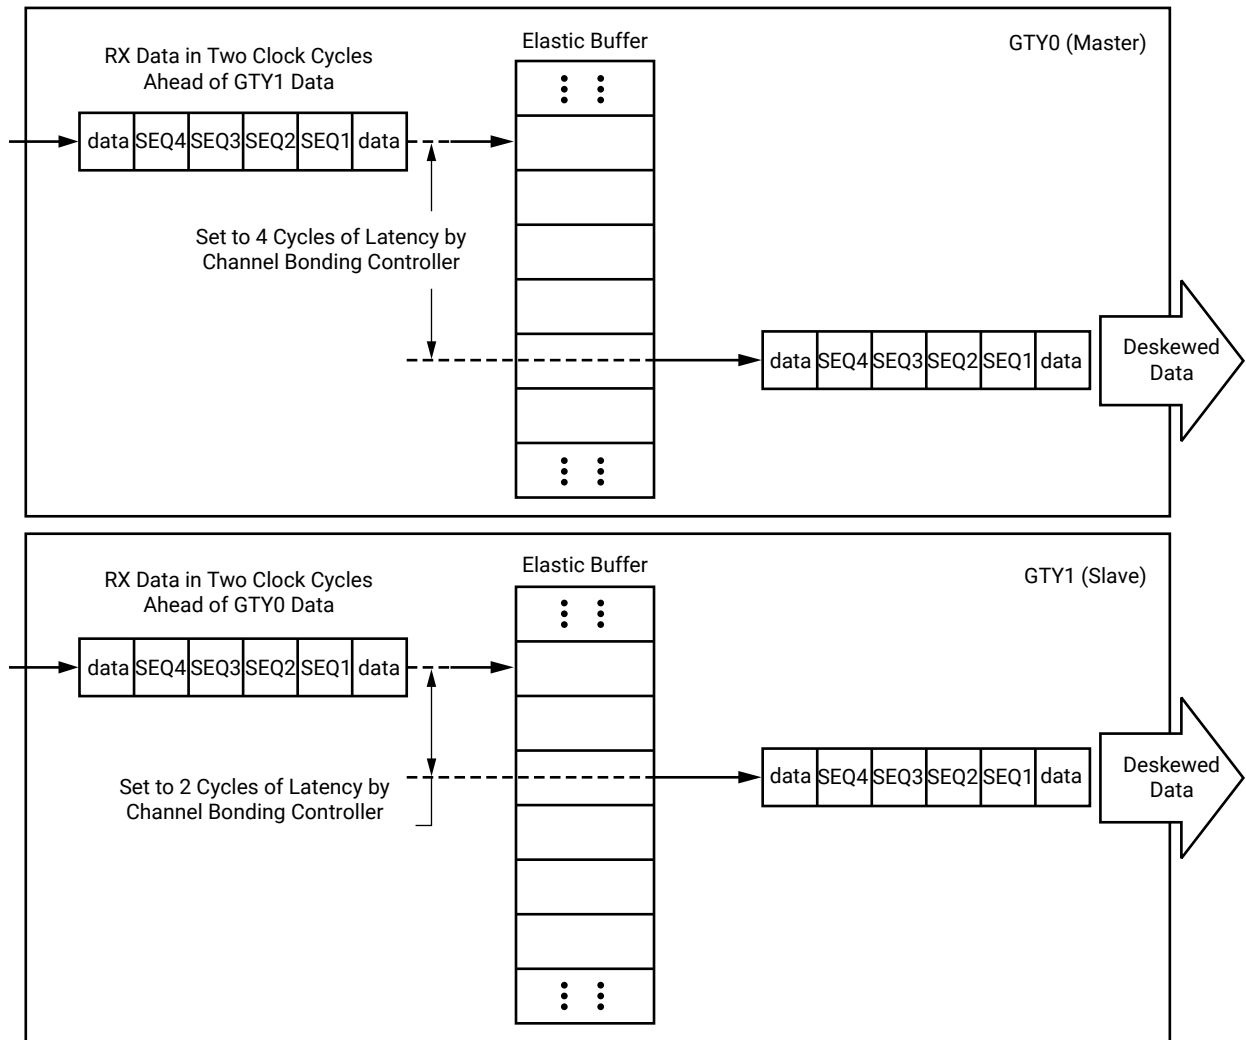 RX Data in Two Clock Cycles
Ahead of GTY1 Data
Elastic Buffer
GTY0 (Master)
data SEQ4 SEQ3 SEQ2 SEQ1 data
Set to 4 Cycles of Latency by
Channel Bonding Controller
data SEQ4 SEQ3 SEQ2 SEQ1 data
Deskewed
Data
RX Data in Two Clock Cycles
Ahead of GTY0 Data
Elastic Buffer
GTY1 (Slave)
data SEQ4 SEQ3 SEQ2 SEQ1 data
Set to 2 Cycles of Latency by
Channel Bonding Controller
data SEQ4 SEQ3 SEQ2 SEQ1 data
Deskewed
Data